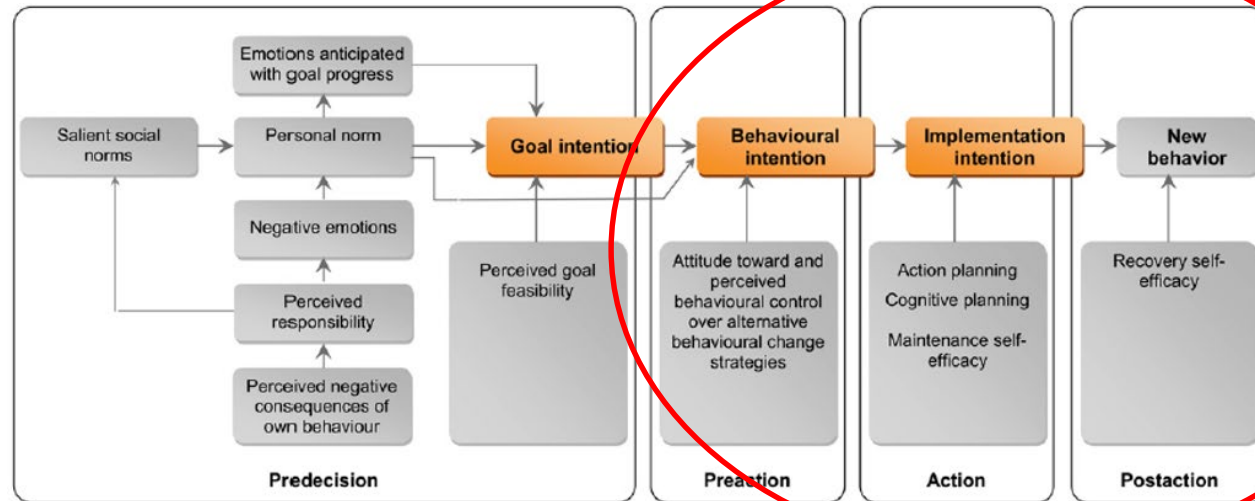 Emotions anticipated
with goal progress
Salient social
norms
Personal norm
Goal intention
Behavioural
intention
Implementation
intention
New
behavior
Negative emotions
Perceived
responsibility
Perceived negative
consequences of
own behaviour
Perceived goal
feasibility
Attitude toward and
perceived
behavioural control
over alternative
behavioural change
strategies
Action planning
Cognitive planning
Maintenance self-
efficacy
Recovery self-
efficacy
Predecision
Preaction
Action
Postaction